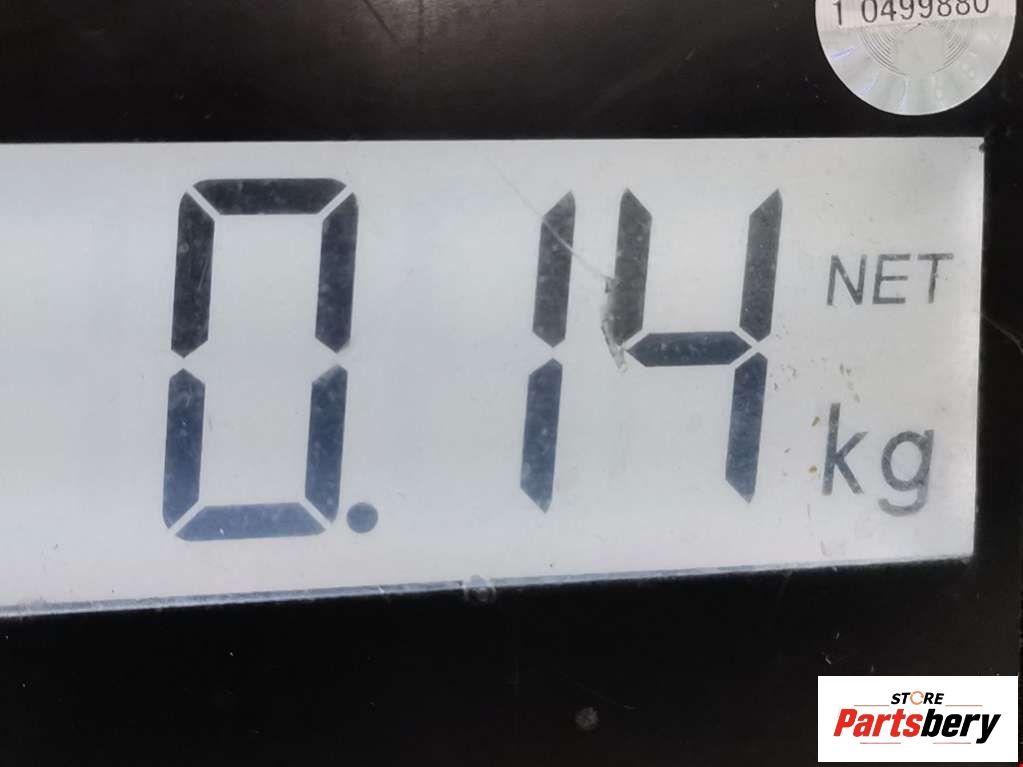 1 0499880
0.14
NET
kg
STORE
Partsbery